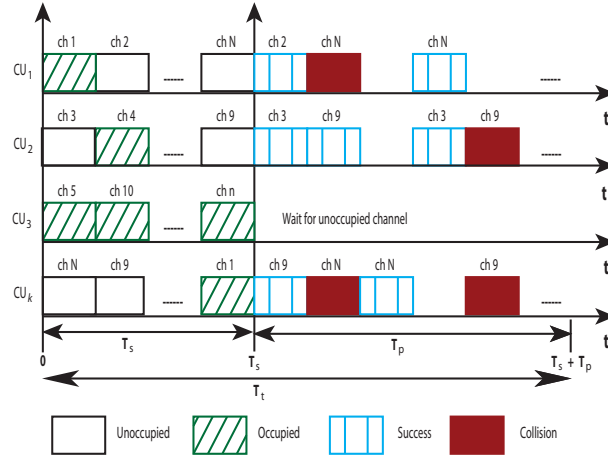 ch 1 ch 2 ch N ch 2 ch N ch N
CU1 ------ ------
t
ch 3 ch 4 ch 9 ch 3 ch 9 ch 3 ch 9
CU2 ------ ------
t
ch 5 ch 10 ch n
CU3 ------ Wait for unoccupied channel
t
ch N ch 9 ch 1 ch 9 ch N ch N ch 9
CUk ------ ------
t
Ts Tp
0 Ts Ts + Tp
Tt
Unoccupied Occupied Success Collision